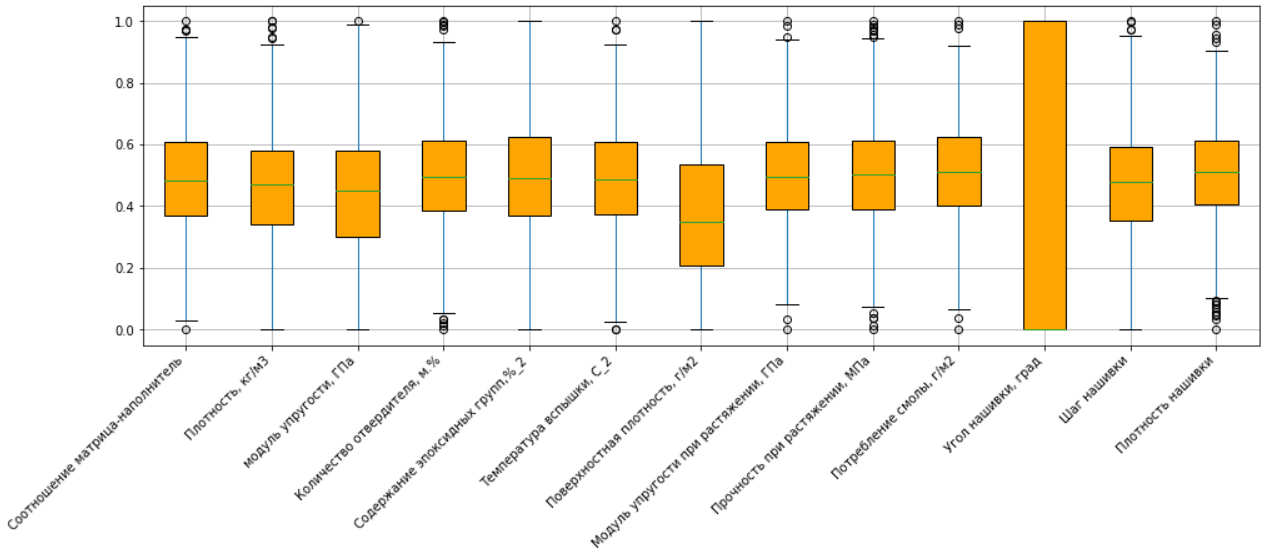 1.0
0.8
0.6
0.4
0.2
0.0
Соотношение матрица-наполнитель
Плотность, кг/м3
модуль упругости, ГПа
Количество отвердителя, м.%
Содержание эпоксидных групп,%_2
Температура вспышки, С_2
Поверхностная плотность, г/м2
Модуль упругости при растяжении, ГПа
Прочность при растяжении, МПа
Потребление смолы, г/м2
Угол нашивки, град
Шаг нашивки
Плотность нашивки